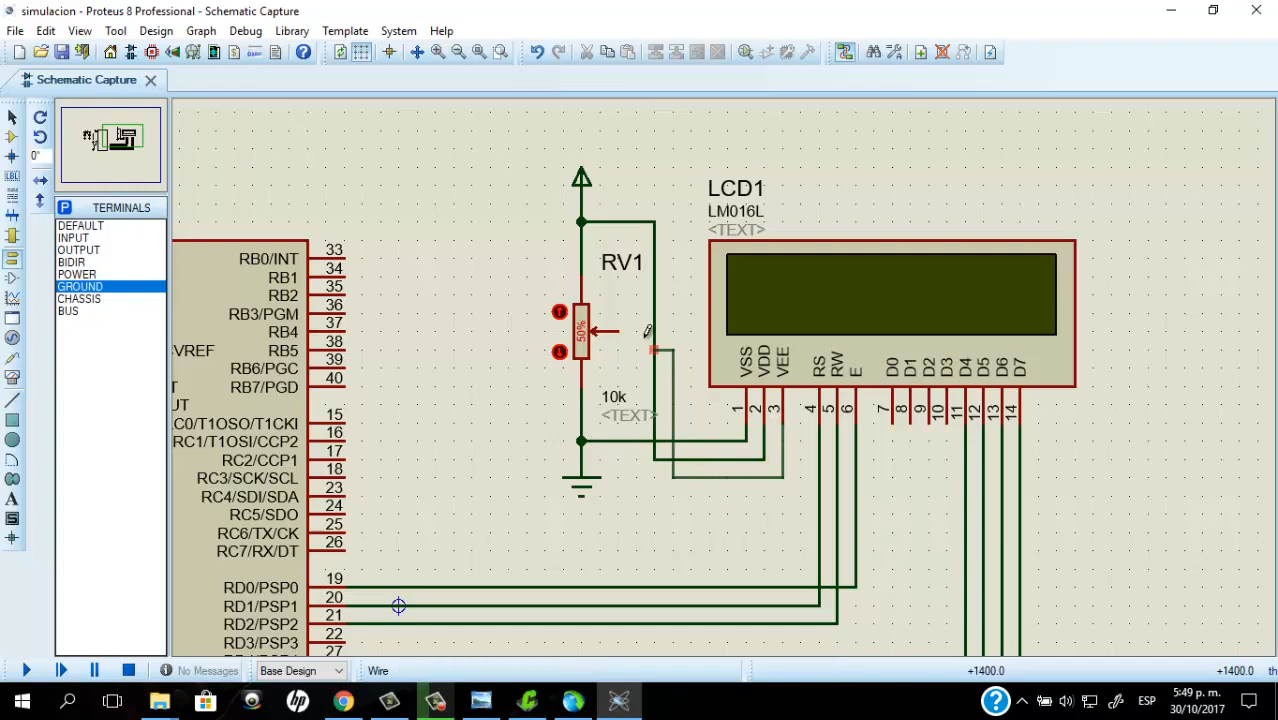 simulacion - Proteus 8 Professional - Schematic Capture
File Edit View Tool Design Graph Debug Library Template System Help
Schematic Capture
0°
P TERMINALS
DEFAULT
INPUT
OUTPUT
BIDIR
POWER
GROUND
CHASSIS
BUS
LBL
A
LCD1
LM016L
<TEXT>
RV1
50%
10k
<TEXT>
VSS VDD VEE RS RW E D0 D1 D2 D3 D4 D5 D6 D7
1 2 3 4 5 6 7 8 9 10 11 12 13 14
RB0/INT 33
RB1 34
RB2 35
RB3/PGM 36
RB4 37
VREF RB5 38
RB6/PGC 39
RB7/PGD 40
UT
C0/T1OSO/T1CKI 15
RC1/T1OSI/CCP2 16
RC2/CCP1 17
RC3/SCK/SCL 18
RC4/SDI/SDA 23
RC5/SDO 24
RC6/TX/CK 25
RC7/RX/DT 26
RD0/PSP0 19
RD1/PSP1 20
RD2/PSP2 21
RD3/PSP3 22
27
No Messages Base Design Wire +1400.0 +1400.0 th
hp ESP 5:49 p. m.
30/10/2017